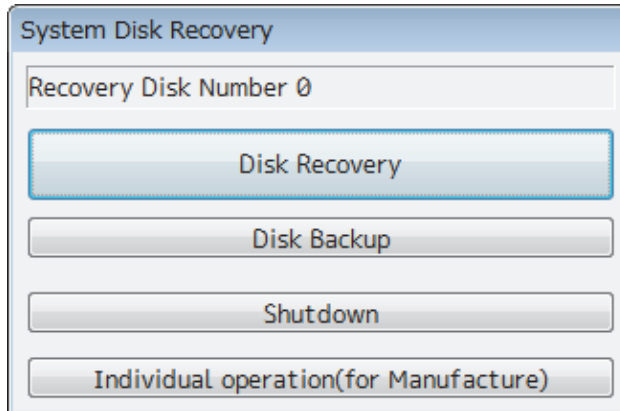 System Disk Recovery
Recovery Disk Number 0
Disk Recovery
Disk Backup
Shutdown
Individual operation(for Manufacture)